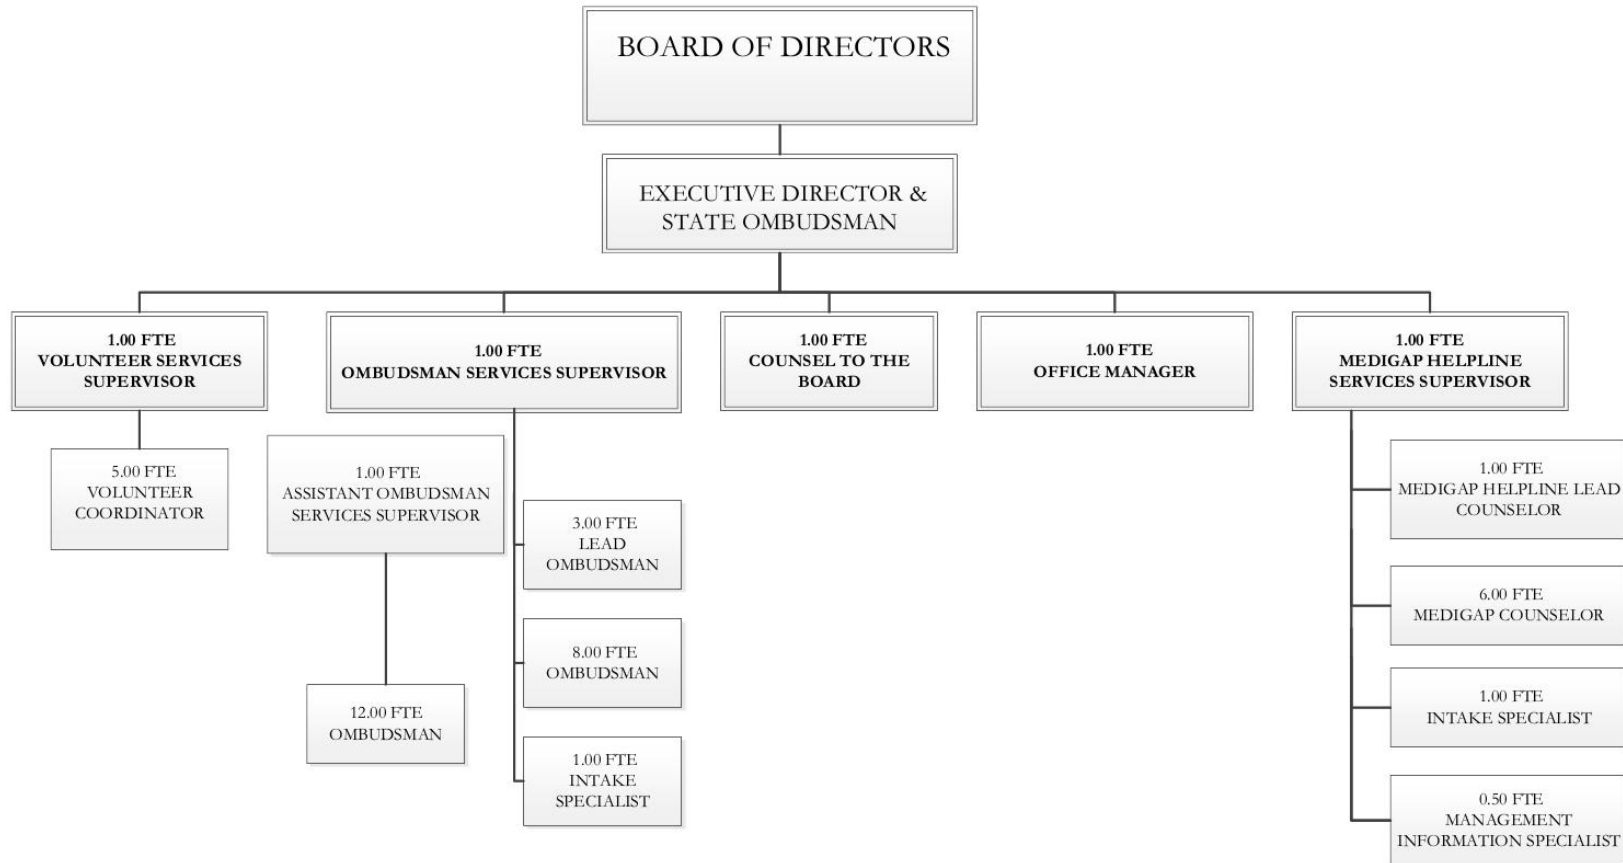 BOARD OF DIRECTORS
EXECUTIVE DIRECTOR &
STATE OMBUDSMAN
1.00 FTE
VOLUNTEER SERVICES
SUPERVISOR
1.00 FTE
OMBUDSMAN SERVICES SUPERVISOR
1.00 FTE
COUNSEL TO THE
BOARD
1.00 FTE
OFFICE MANAGER
1.00 FTE
MEDIGAP HELPLINE
SERVICES SUPERVISOR
5.00 FTE
VOLUNTEER
COORDINATOR
1.00 FTE
ASSISTANT OMBUDSMAN
SERVICES SUPERVISOR
12.00 FTE
OMBUDSMAN
3.00 FTE
LEAD
OMBUDSMAN
8.00 FTE
OMBUDSMAN
1.00 FTE
INTAKE
SPECIALIST
1.00 FTE
MEDIGAP HELPLINE LEAD
COUNSELOR
6.00 FTE
MEDIGAP COUNSELOR
1.00 FTE
INTAKE SPECIALIST
0.50 FTE
MANAGEMENT
INFORMATION SPECIALIST